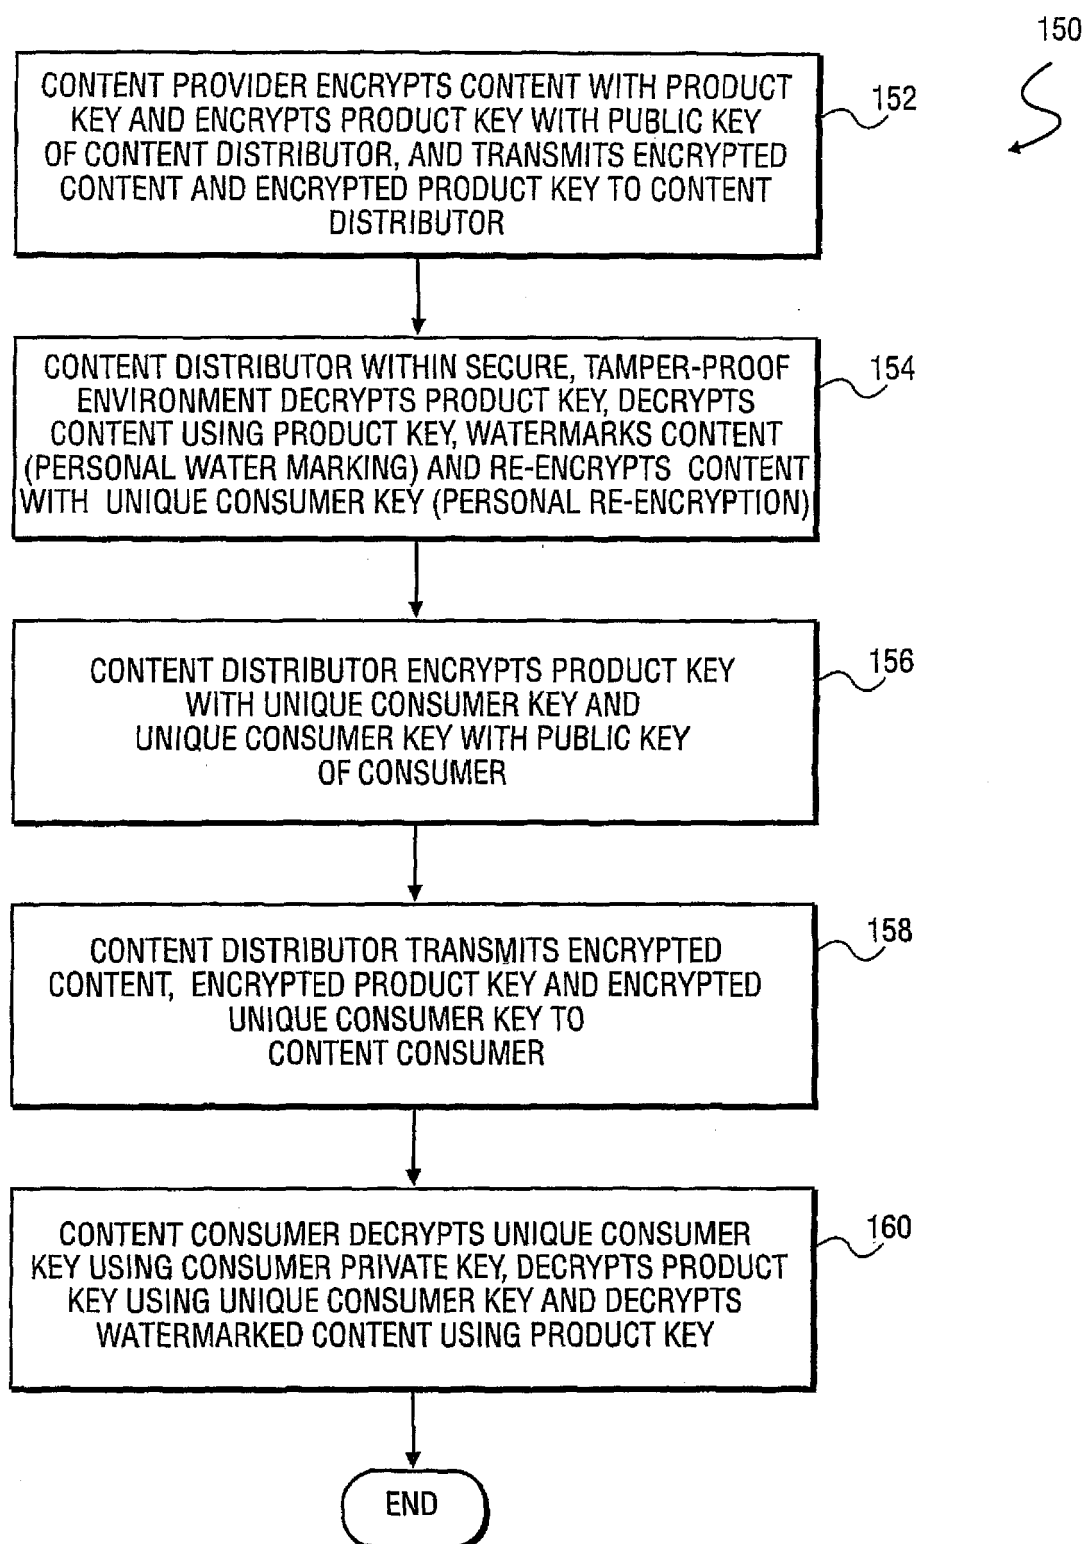 150
CONTENT PROVIDER ENCRYPTS CONTENT WITH PRODUCT
KEY AND ENCRYPTS PRODUCT KEY WITH PUBLIC KEY
OF CONTENT DISTRIBUTOR, AND TRANSMITS ENCRYPTED
CONTENT AND ENCRYPTED PRODUCT KEY TO CONTENT
DISTRIBUTOR
152
CONTENT DISTRIBUTOR WITHIN SECURE, TAMPER-PROOF
ENVIRONMENT DECRYPTS PRODUCT KEY, DECRYPTS
CONTENT USING PRODUCT KEY, WATERMARKS CONTENT
(PERSONAL WATER MARKING) AND RE-ENCRYPTS CONTENT
WITH UNIQUE CONSUMER KEY (PERSONAL RE-ENCRYPTION)
154
CONTENT DISTRIBUTOR ENCRYPTS PRODUCT KEY
WITH UNIQUE CONSUMER KEY AND
UNIQUE CONSUMER KEY WITH PUBLIC KEY
OF CONSUMER
156
CONTENT DISTRIBUTOR TRANSMITS ENCRYPTED
CONTENT, ENCRYPTED PRODUCT KEY AND ENCRYPTED
UNIQUE CONSUMER KEY TO
CONTENT CONSUMER
158
CONTENT CONSUMER DECRYPTS UNIQUE CONSUMER
KEY USING CONSUMER PRIVATE KEY, DECRYPTS PRODUCT
KEY USING UNIQUE CONSUMER KEY AND DECRYPTS
WATERMARKED CONTENT USING PRODUCT KEY
160
END